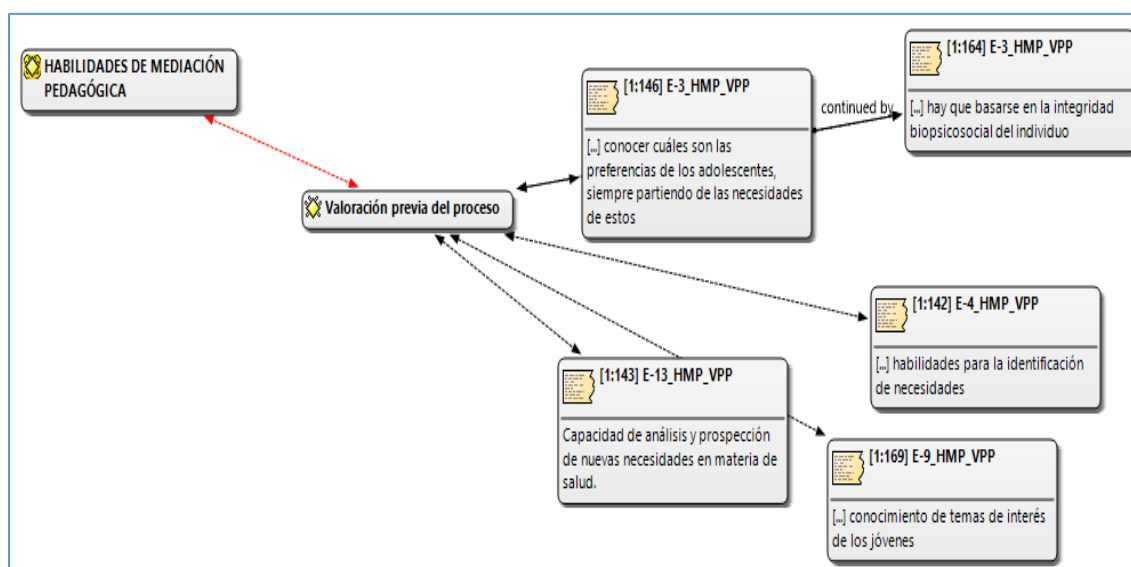 HABILIDADES DE MEDIACIÓN
PEDAGÓGICA
Valoración previa del proceso
[1:146] E-3_HMP_VPP
[...] conocer cuáles son las
preferencias de los adolescentes,
siempre partiendo de las necesidades
de estos
continued by
[1:164] E-3_HMP_VPP
[...] hay que basarse en la integridad
biopsicosocial del individuo
[1:142] E-4_HMP_VPP
[...] habilidades para la identificación
de necesidades
[1:143] E-13_HMP_VPP
Capacidad de análisis y prospección
de nuevas necesidades en materia de
salud.
[1:169] E-9_HMP_VPP
[...] conocimiento de temas de interés
de los jóvenes